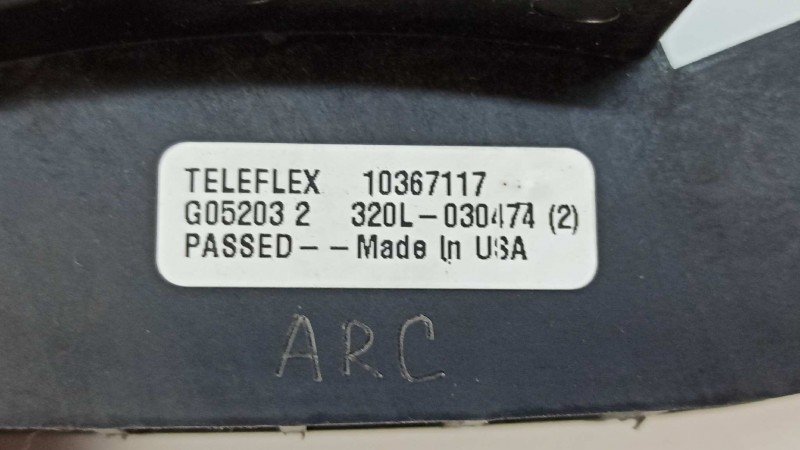 TELEFLEX 10367117
G05203 2 320L-030474 (2)
PASSED-- Made In USA
ARC